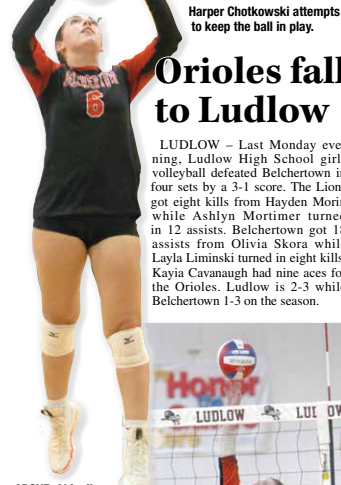 Harper Chotkowski attempts
to keep the ball in play.
Orioles fall
to Ludlow
LUDLOW – Last Monday eve-
ning, Ludlow High School girl
volleyball defeated Belchertown in
four sets by a 3-1 score. The Lion
got eight kills from Hayden Morin
while Ashlyn Mortimer turned
in 12 assists. Belchertown got 18
assists from Olivia Skora while
Layla Liminski turned in eight kills
Kayia Cavanaugh had nine aces for
the Orioles. Ludlow is 2-3 while
Belchertown 1-3 on the season.
6
Honor
LUDLOW